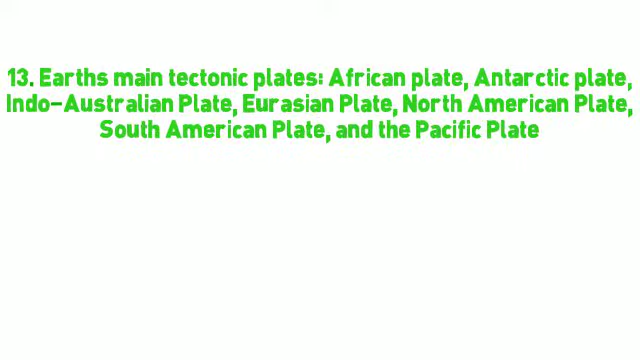 13. Earths main tectonic plates: African plate, Antarctic plate,
Indo-Australian Plate, Eurasian Plate, North American Plate,
South American Plate, and the Pacific Plate